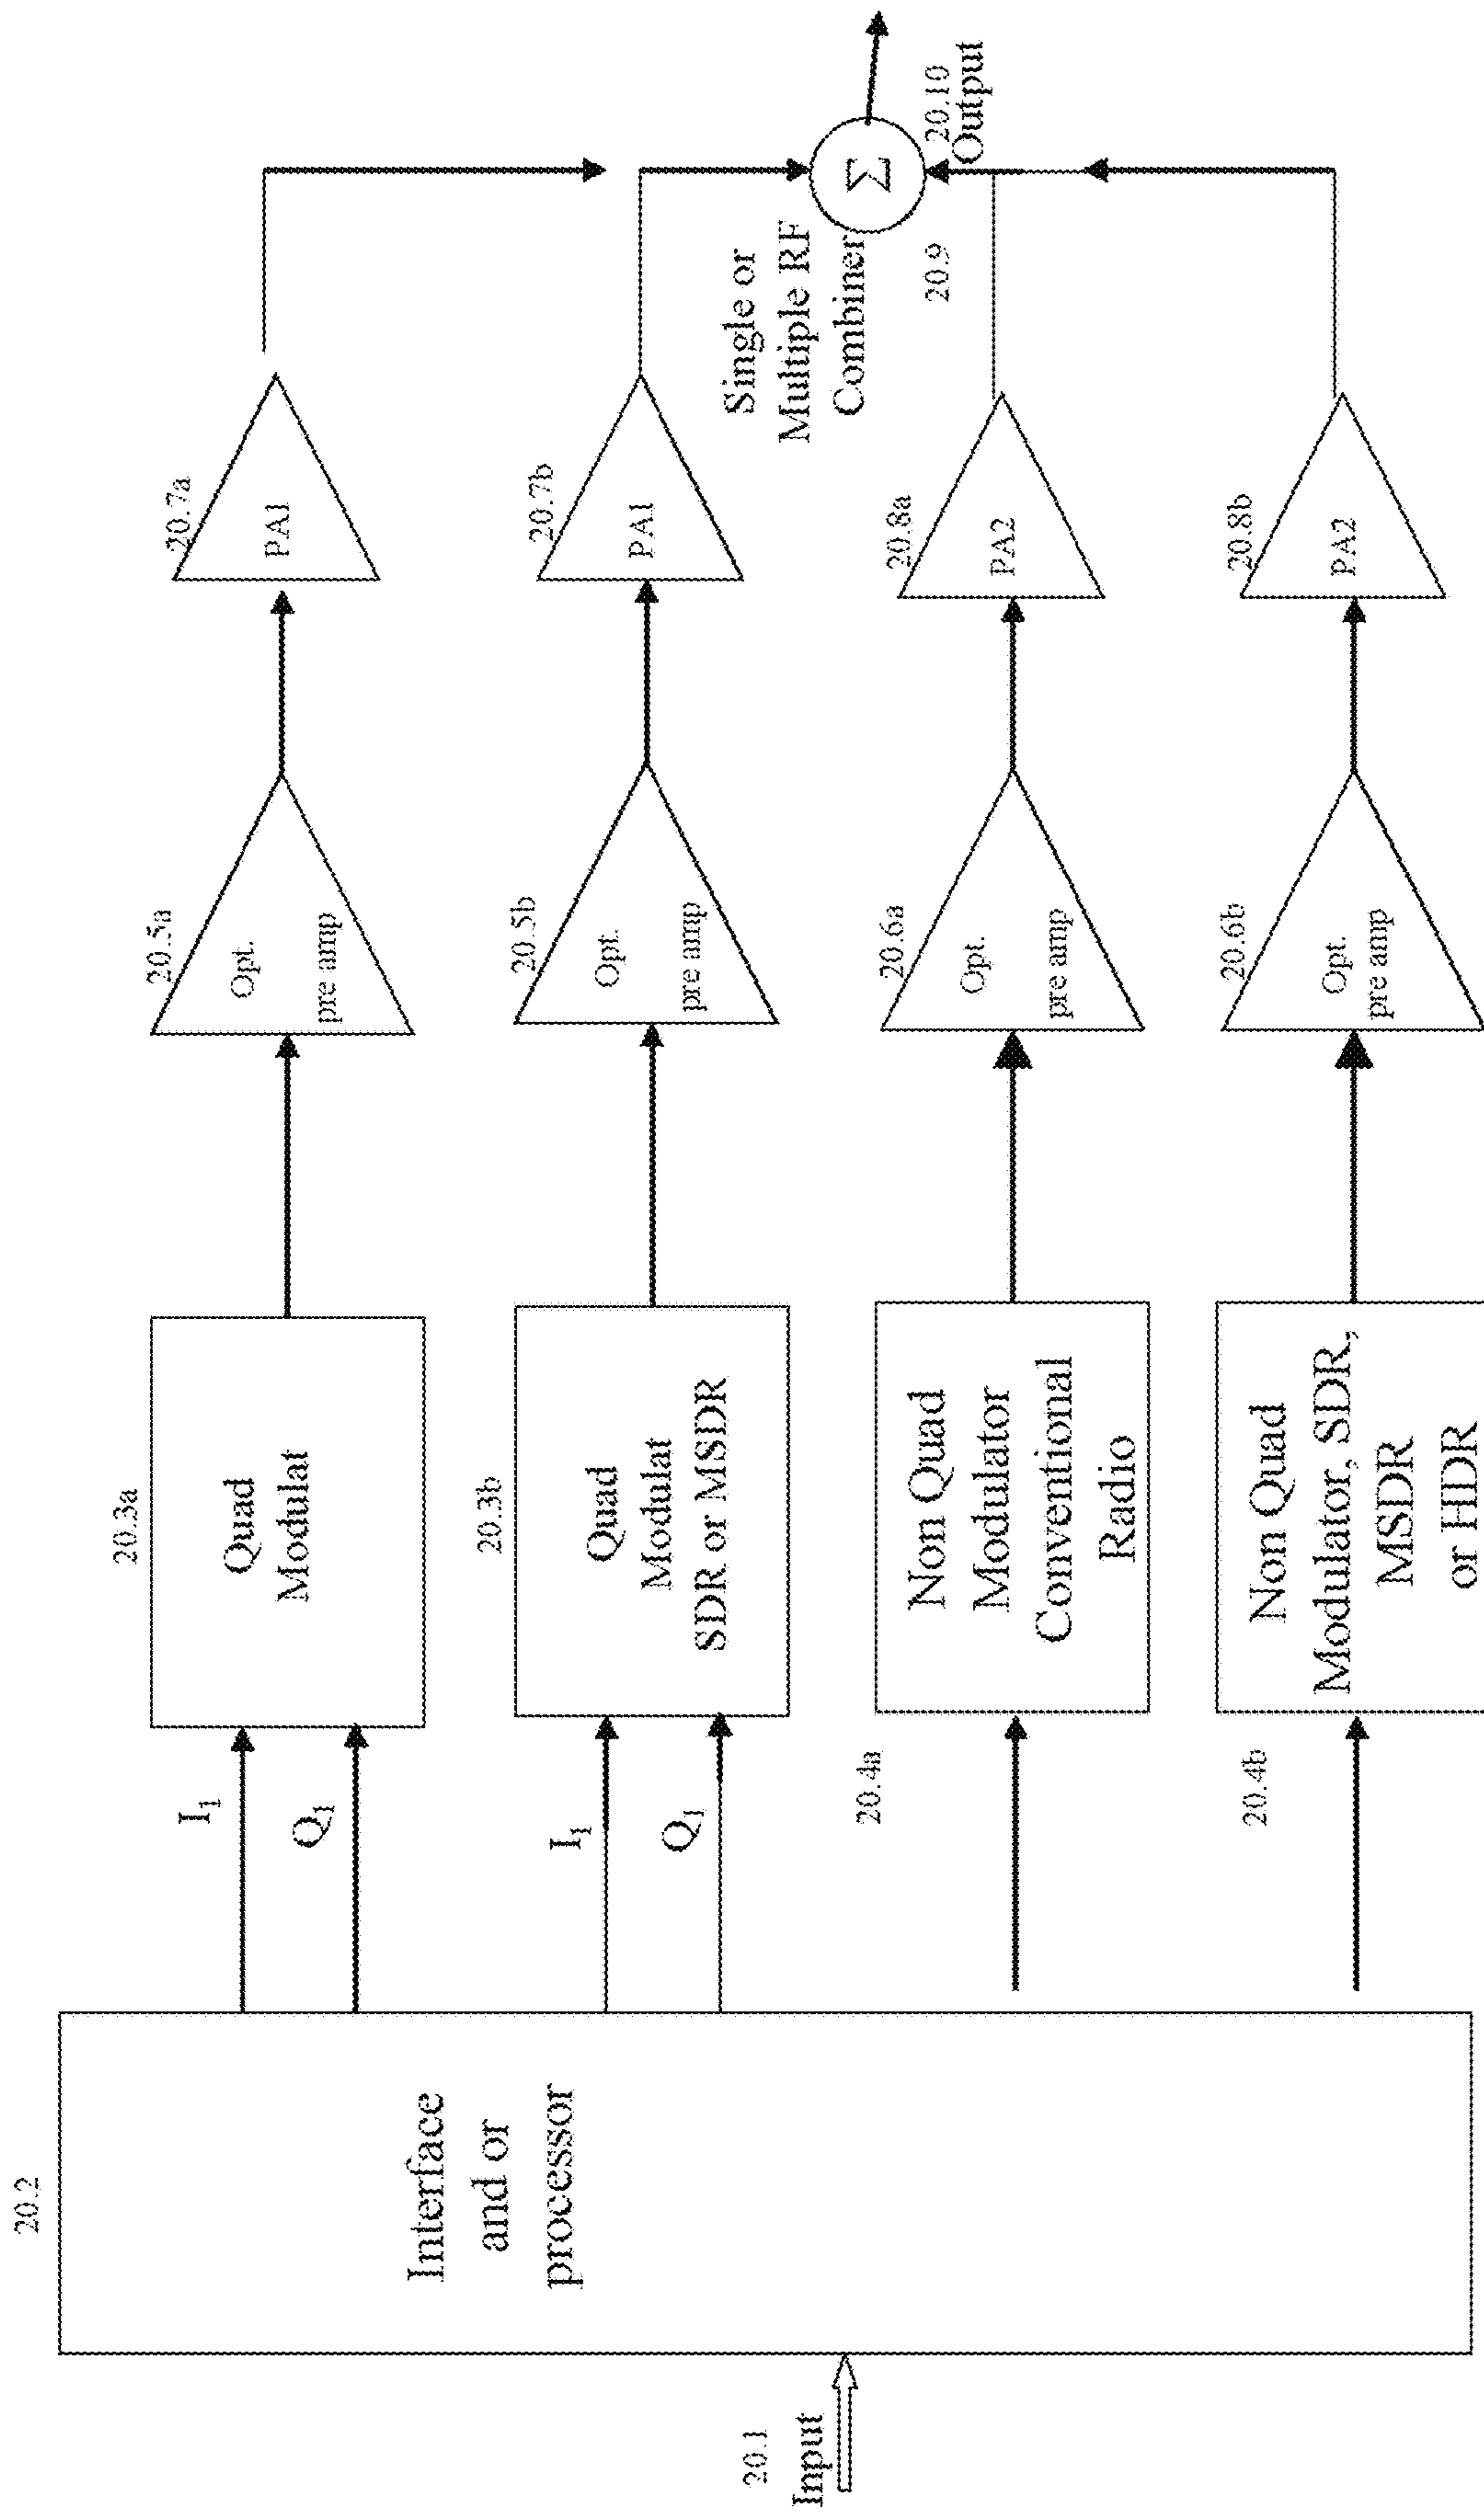 20.1
Input
20.2
Interface
and or
processor
I1
Q1
20.3a
Quad
Modulat
20.5a
Opt.
pre amp
20.7a
PA1
I1
Q1
20.3b
Quad
Modulat
SDR or MSDR
20.5b
Opt.
pre amp
20.7b
PA1
Single or
Multiple RF
Combiner
Σ
20.9
20.10
Output
20.4a
Non Quad
Modulator
Conventional
Radio
20.6a
Opt.
pre amp
20.8a
PA2
20.4b
Non Quad
Modulator, SDR,
MSDR
or HDR
20.6b
Opt.
pre amp
20.8b
PA2